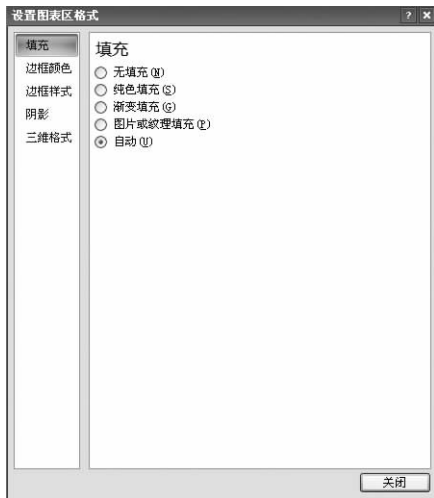 设置图表区格式
填充
边框颜色
边框样式
阴影
三维格式
填充
无填充(N)
纯色填充(S)
渐变填充(G)
图片或纹理填充(P)
自动(U)
关闭